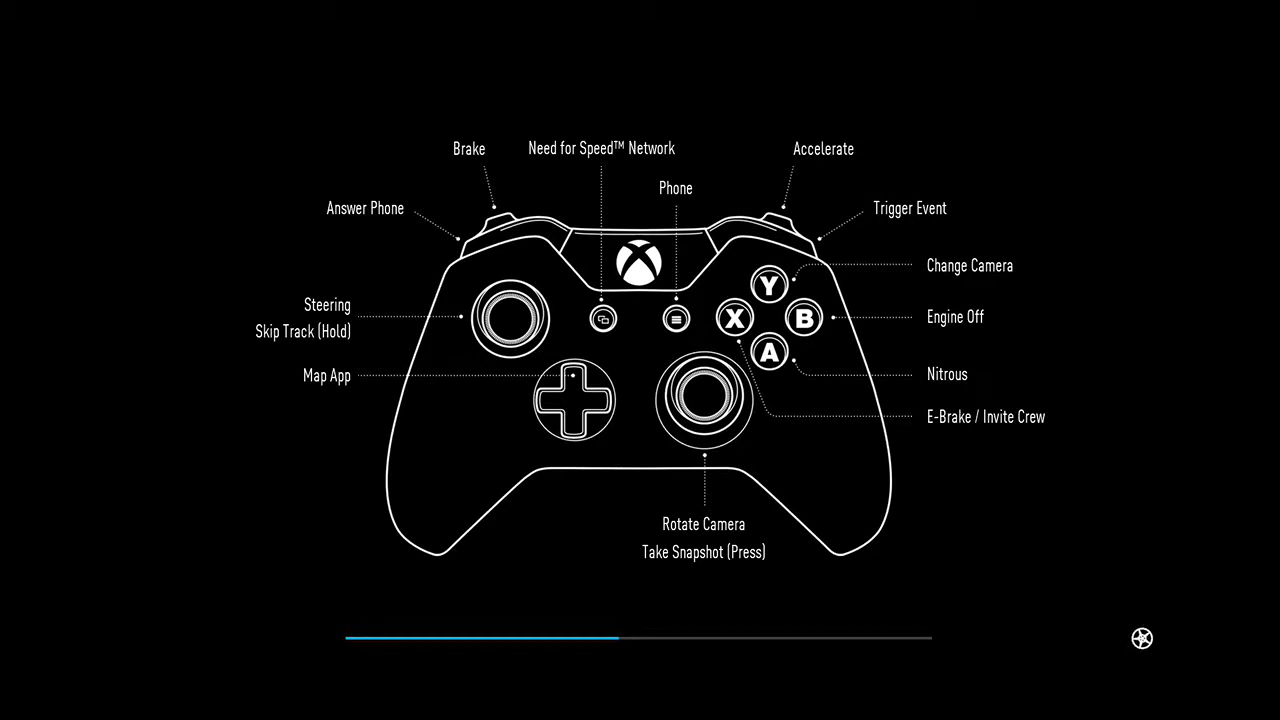 Brake
Need for Speed™ Network
Accelerate
Phone
Answer Phone
Trigger Event
Change Camera
Y
Steering
X
B
Engine Off
Skip Track (Hold)
A
Map App
Nitrous
E-Brake / Invite Crew
Rotate Camera
Take Snapshot (Press)